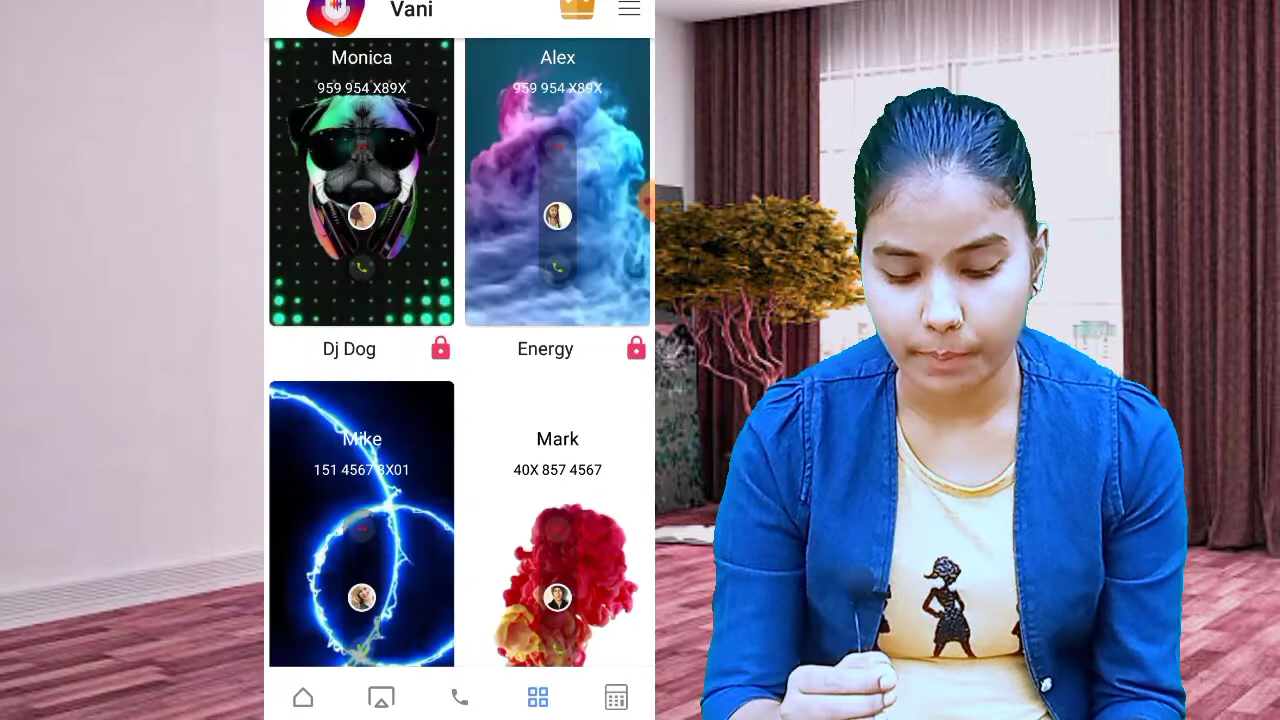 Vani
Monica
959 954 X89X
Alex
959 954 X89X
Dj Dog
Energy
Mike
151 4567 3X01
Mark
40X 857 4567